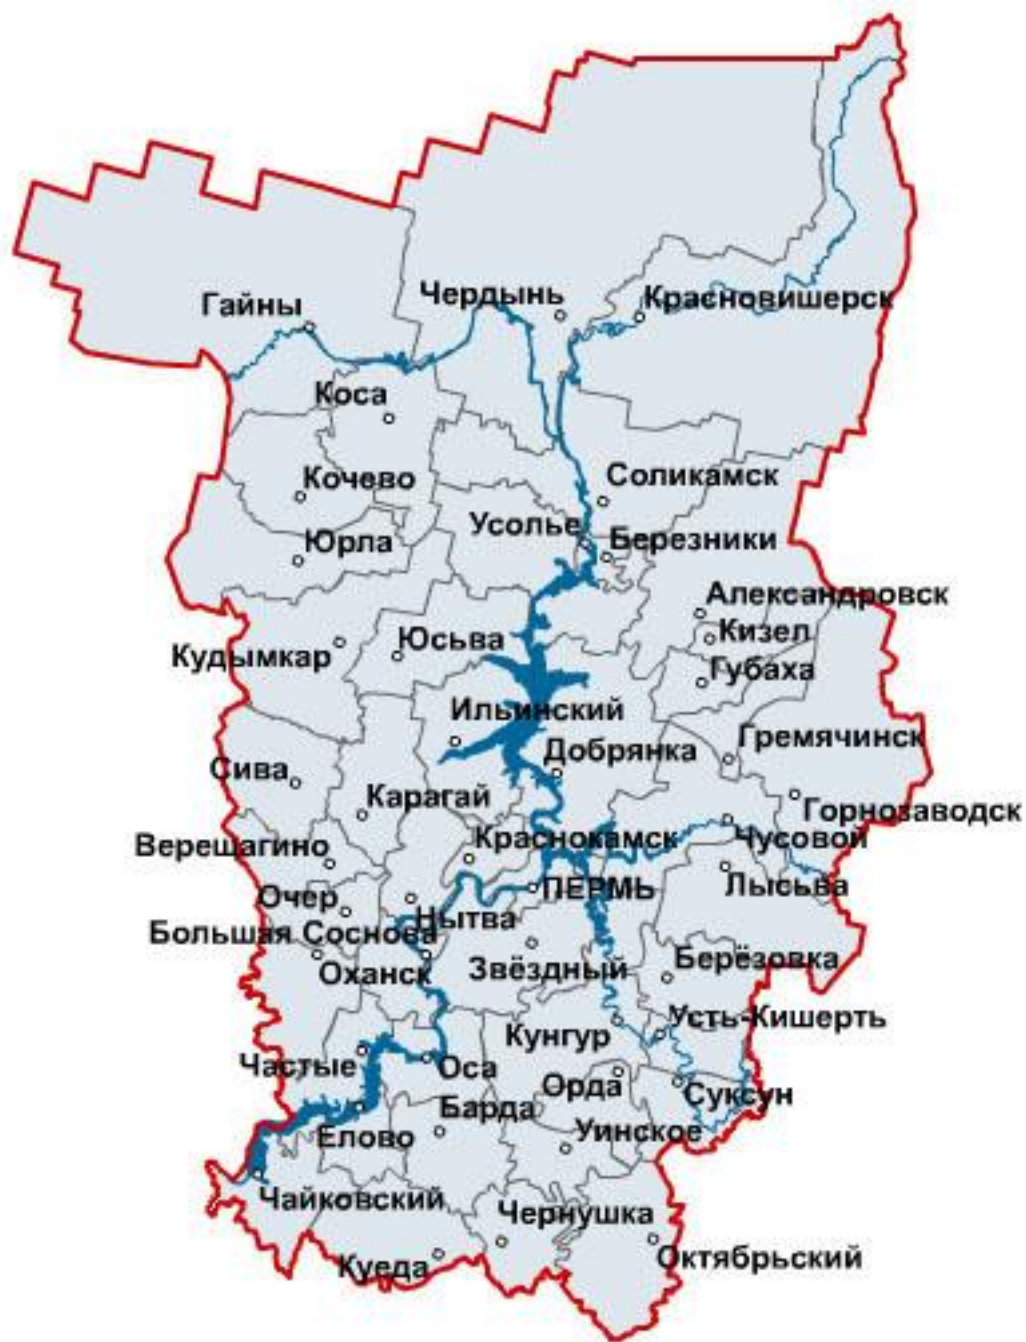 Гайны
Чердынь
Красновишерск
Коса
Кочево
Соликамск
Усолье
Юрла
Березники
Александровск
Кизел
Юсьва
Кудымкар
Губаха
Ильинский
Гремячинск
Добрянка
Сива
Карагай
Горнозаводск
Краснокамск
Чусовой
Верещагино
ПЕРМЬ
Лысьва
Очер
Нытва
Большая Соснова
Звёздный
Берёзовка
Оханск
Усть-Кишерть
Кунгур
Частые
Оса
Орда
Суксун
Барда
Елово
Уинское
Чайковский
Чернушка
Куеда
Октябрьский